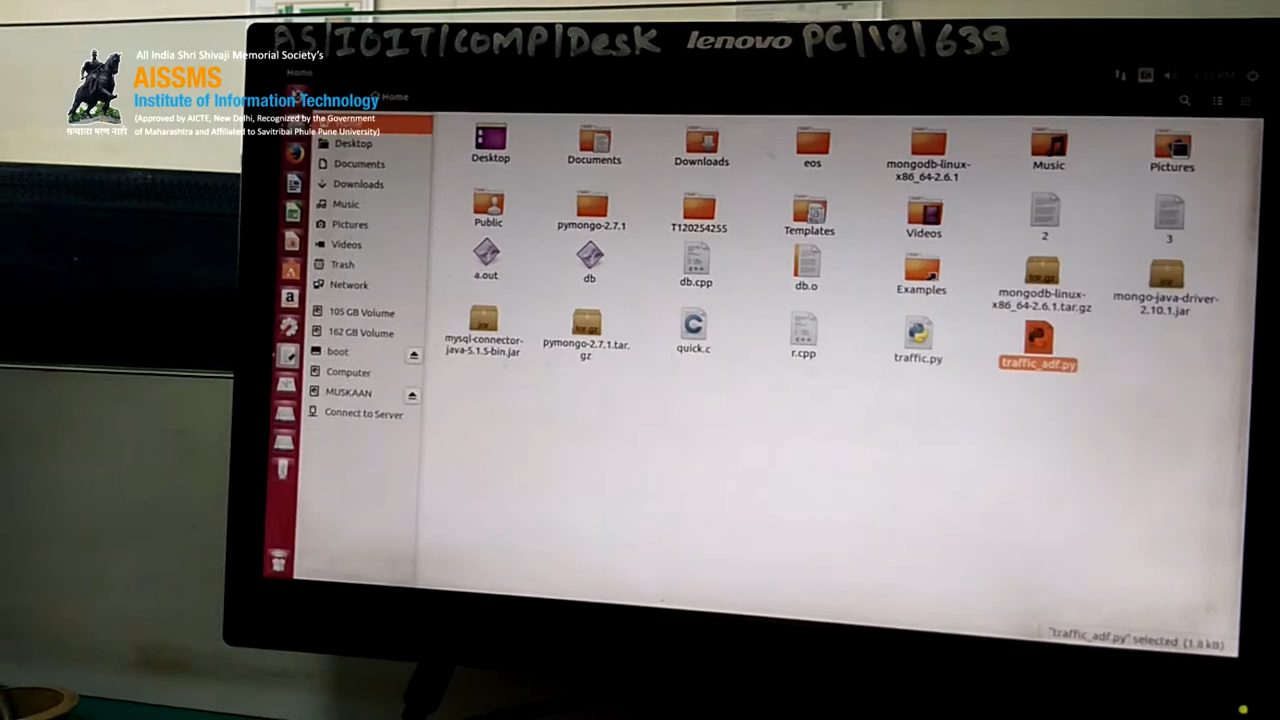 AS/IOIT/COMP/Desk lenovo PC/18/639
All India Shri Shivaji Memorial Society's
AISSMS
Institute of Information Technology
(Approved by AICTE, New Delhi, Recognized by the Government
of Maharashtra and Affiliated to Savitribai Phule Pune University)
Home
Home
Desktop
Documents
Downloads
Music
Pictures
Videos
Trash
Network
105 GB Volume
162 GB Volume
boot
Computer
MUSKAAN
Connect to Server
Desktop
Documents
Downloads
eos
mongodb-linux-
x86_64-2.6.1
Music
Pictures
Public
pymongo-2.7.1
T120254255
Templates
Videos
2
3
a.out
db
db.cpp
db.o
Examples
mongodb-linux-
x86_64-2.6.1.tar.gz
mongo-java-driver-
2.10.1.jar
mysql-connector-
java-5.1.5-bin.jar
pymongo-2.7.1.tar.
gz
quick.c
r.cpp
traffic.py
traffic_adf.py
"traffic_adf.py" selected (1.8 kB)